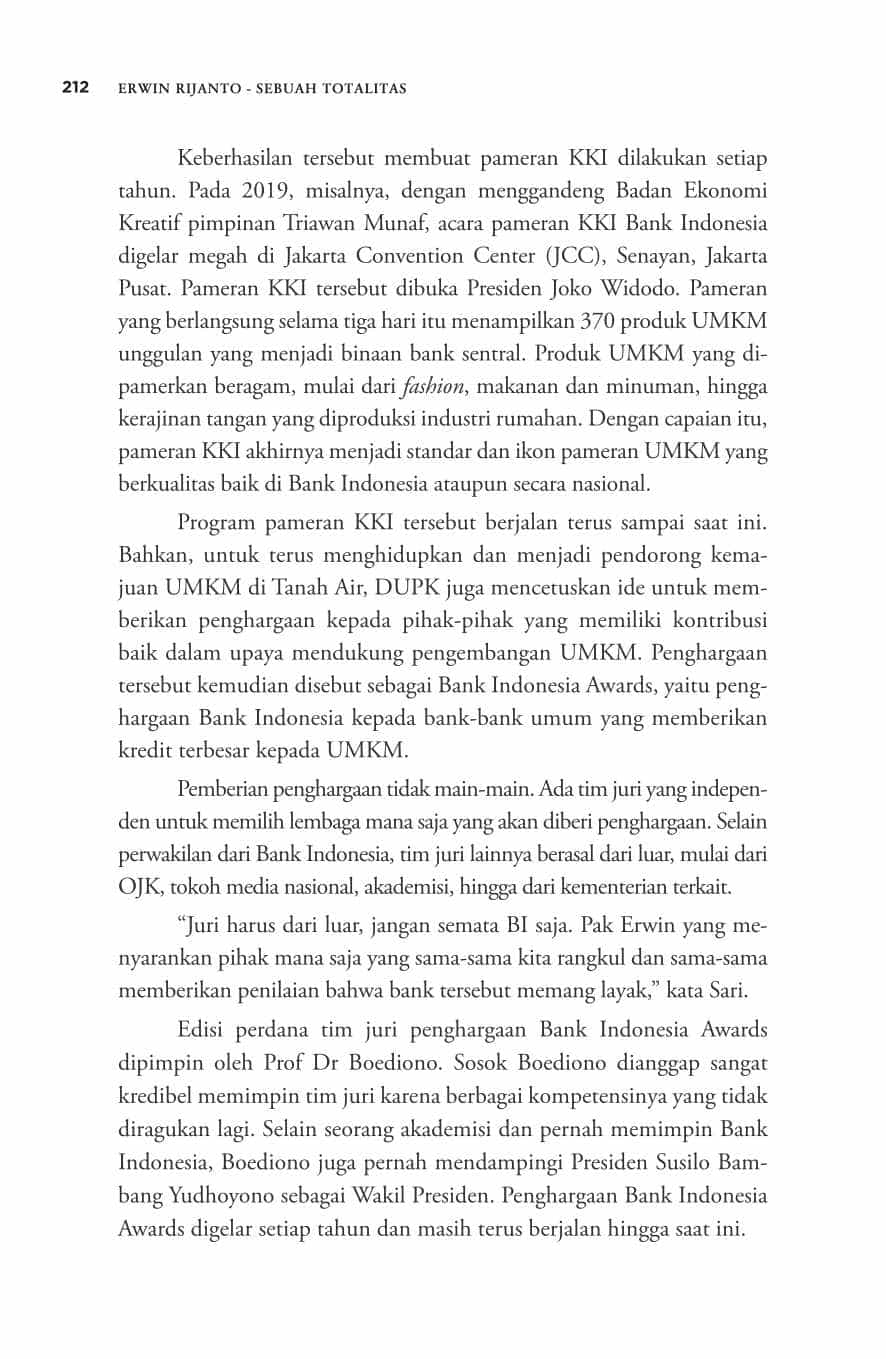 212 ERWIN RIJANTO - SEBUAH TOTALITAS
Keberhasilan tersebut membuat pameran KKI dilakukan setiap
tahun. Pada 2019, misalnya, dengan menggandeng Badan Ekonomi
Kreatif pimpinan Triawan Munaf, acara pameran KKI Bank Indonesia
digelar megah di Jakarta Convention Center (JCC), Senayan, Jakarta
Pusat. Pameran KKI tersebut dibuka Presiden Joko Widodo. Pameran
yang berlangsung selama tiga hari itu menampilkan 370 produk UMKM
unggulan yang menjadi binaan bank sentral. Produk UMKM yang di-
pamerkan beragam, mulai dari fashion, makanan dan minuman, hingga
kerajinan tangan yang diproduksi industri rumahan. Dengan capaian itu,
pameran KKI akhirnya menjadi standar dan ikon pameran UMKM yang
berkualitas baik di Bank Indonesia ataupun secara nasional.
Program pameran KKI tersebut berjalan terus sampai saat ini.
Bahkan, untuk terus menghidupkan dan menjadi pendorong kema-
juan UMKM di Tanah Air, DUPK juga mencetuskan ide untuk mem-
berikan penghargaan kepada pihak-pihak yang memiliki kontribusi
baik dalam upaya mendukung pengembangan UMKM. Penghargaan
tersebut kemudian disebut sebagai Bank Indonesia Awards, yaitu peng-
hargaan Bank Indonesia kepada bank-bank umum yang memberikan
kredit terbesar kepada UMKM.
Pemberian penghargaan tidak main-main. Ada tim juri yang indepen-
den untuk memilih lembaga mana saja yang akan diberi penghargaan. Selain
perwakilan dari Bank Indonesia, tim juri lainnya berasal dari luar, mulai dari
OJK, tokoh media nasional, akademisi, hingga dari kementerian terkait.
“Juri harus dari luar, jangan semata BI saja. Pak Erwin yang me-
nyarankan pihak mana saja yang sama-sama kita rangkul dan sama-sama
memberikan penilaian bahwa bank tersebut memang layak,” kata Sari.
Edisi perdana tim juri penghargaan Bank Indonesia Awards
dipimpin oleh Prof Dr Boediono. Sosok Boediono dianggap sangat
kredibel memimpin tim juri karena berbagai kompetensinya yang tidak
diragukan lagi. Selain seorang akademisi dan pernah memimpin Bank
Indonesia, Boediono juga pernah mendampingi Presiden Susilo Bam-
bang Yudhoyono sebagai Wakil Presiden. Penghargaan Bank Indonesia
Awards digelar setiap tahun dan masih terus berjalan hingga saat ini.